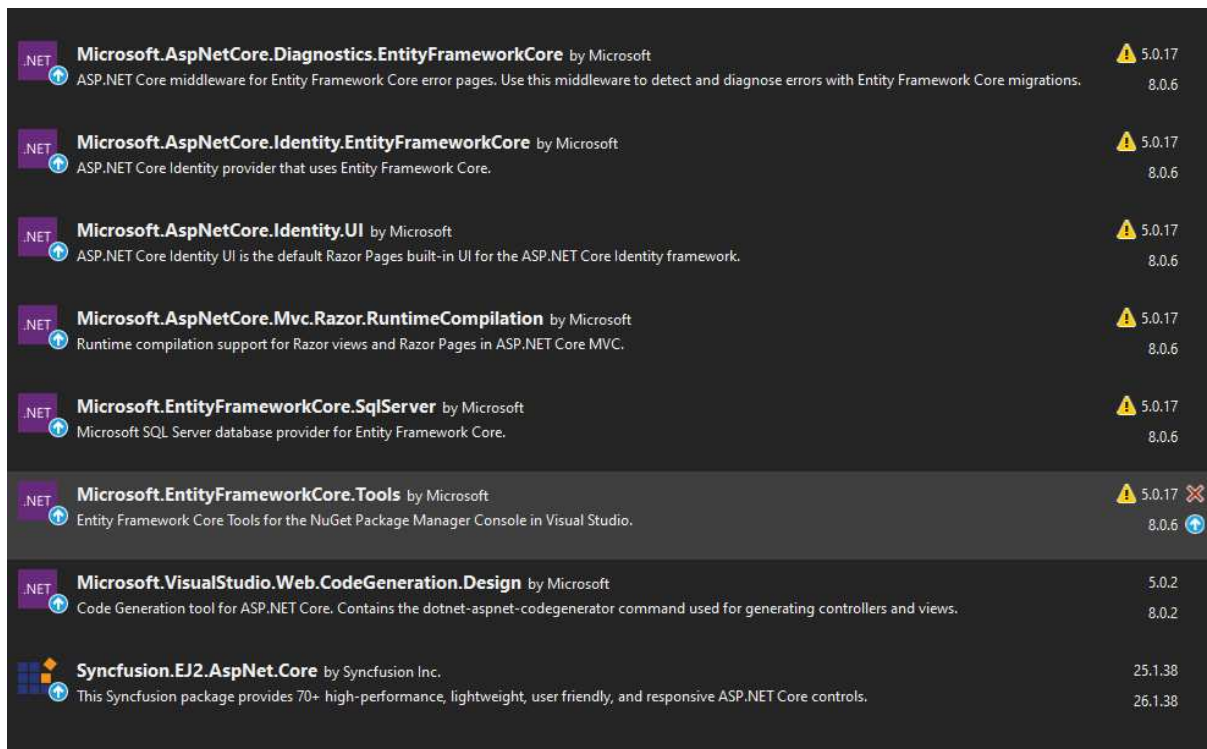 .NET Microsoft.AspNetCore.Diagnostics.EntityFrameworkCore by Microsoft 5.0.17
ASP.NET Core middleware for Entity Framework Core error pages. Use this middleware to detect and diagnose errors with Entity Framework Core migrations. 8.0.6
.NET Microsoft.AspNetCore.Identity.EntityFrameworkCore by Microsoft 5.0.17
ASP.NET Core Identity provider that uses Entity Framework Core. 8.0.6
.NET Microsoft.AspNetCore.Identity.UI by Microsoft 5.0.17
ASP.NET Core Identity UI is the default Razor Pages built-in UI for the ASP.NET Core Identity framework. 8.0.6
.NET Microsoft.AspNetCore.Mvc.Razor.RuntimeCompilation by Microsoft 5.0.17
Runtime compilation support for Razor views and Razor Pages in ASP.NET Core MVC. 8.0.6
.NET Microsoft.EntityFrameworkCore.SqlServer by Microsoft 5.0.17
Microsoft SQL Server database provider for Entity Framework Core. 8.0.6
.NET Microsoft.EntityFrameworkCore.Tools by Microsoft 5.0.17
Entity Framework Core Tools for the NuGet Package Manager Console in Visual Studio. 8.0.6
.NET Microsoft.VisualStudio.Web.CodeGeneration.Design by Microsoft 5.0.2
Code Generation tool for ASP.NET Core. Contains the dotnet-aspnet-codegenerator command used for generating controllers and views. 8.0.2
Syncfusion.EJ2.AspNet.Core by Syncfusion Inc. 25.1.38
This Syncfusion package provides 70+ high-performance, lightweight, user friendly, and responsive ASP.NET Core controls. 26.1.38